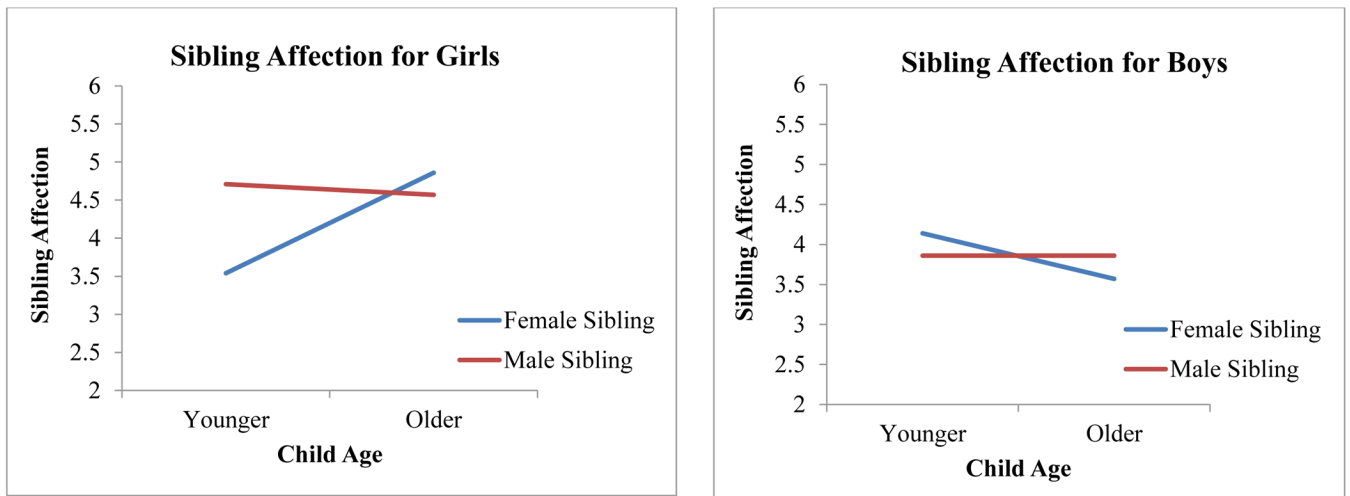 Sibling Affection for Girls
Sibling Affection
6
5.5
5
4.5
4
3.5
3
2.5
2
Female Sibling
Male Sibling
Younger
Older
Child Age
Sibling Affection for Boys
Sibling Affection
6
5.5
5
4.5
4
3.5
3
2.5
2
Female Sibling
Male Sibling
Younger
Older
Child Age